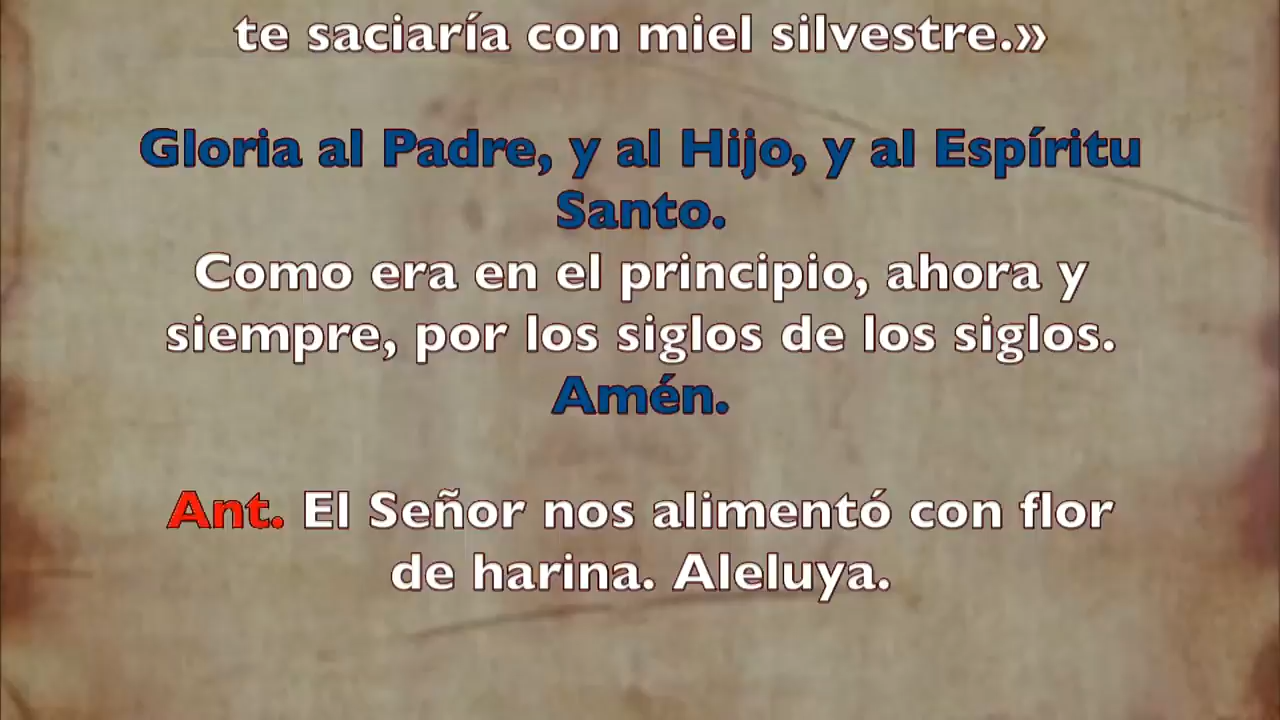 te saciaría con miel silvestre.»
Gloria al Padre, y al Hijo, y al Espíritu
Santo.
Como era en el principio, ahora y
siempre, por los siglos de los siglos.
Amén.
Ant. El Señor nos alimentó con flor
de harina. Aleluya.